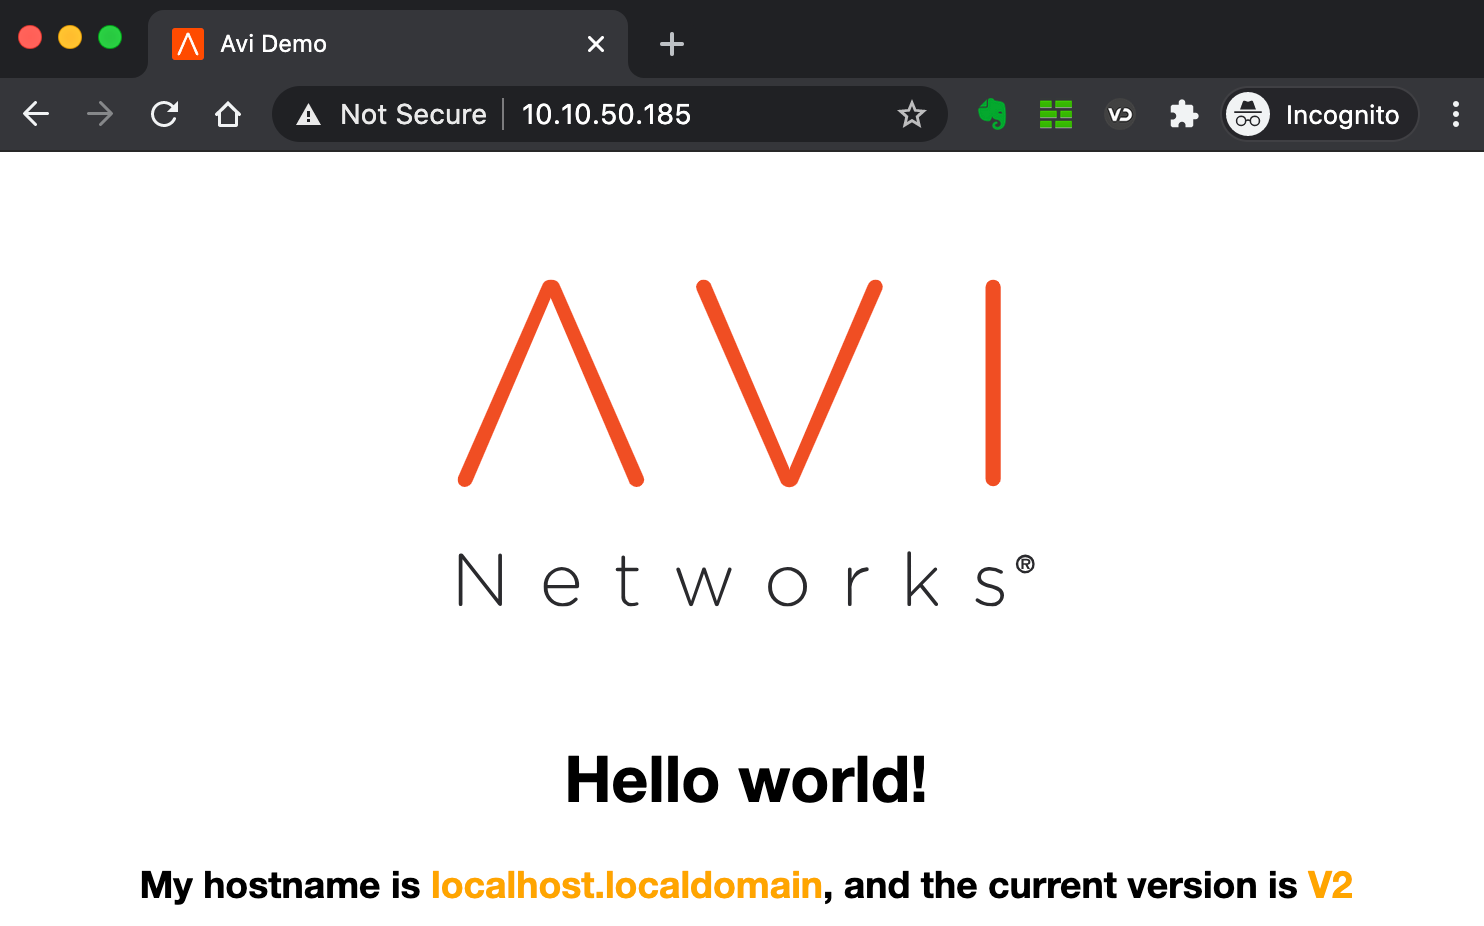 Avi Demo
Not Secure 10.10.50.185 VD Incognito
AVI
Networks®
Hello world!
My hostname is localhost.localdomain, and the current version is V2